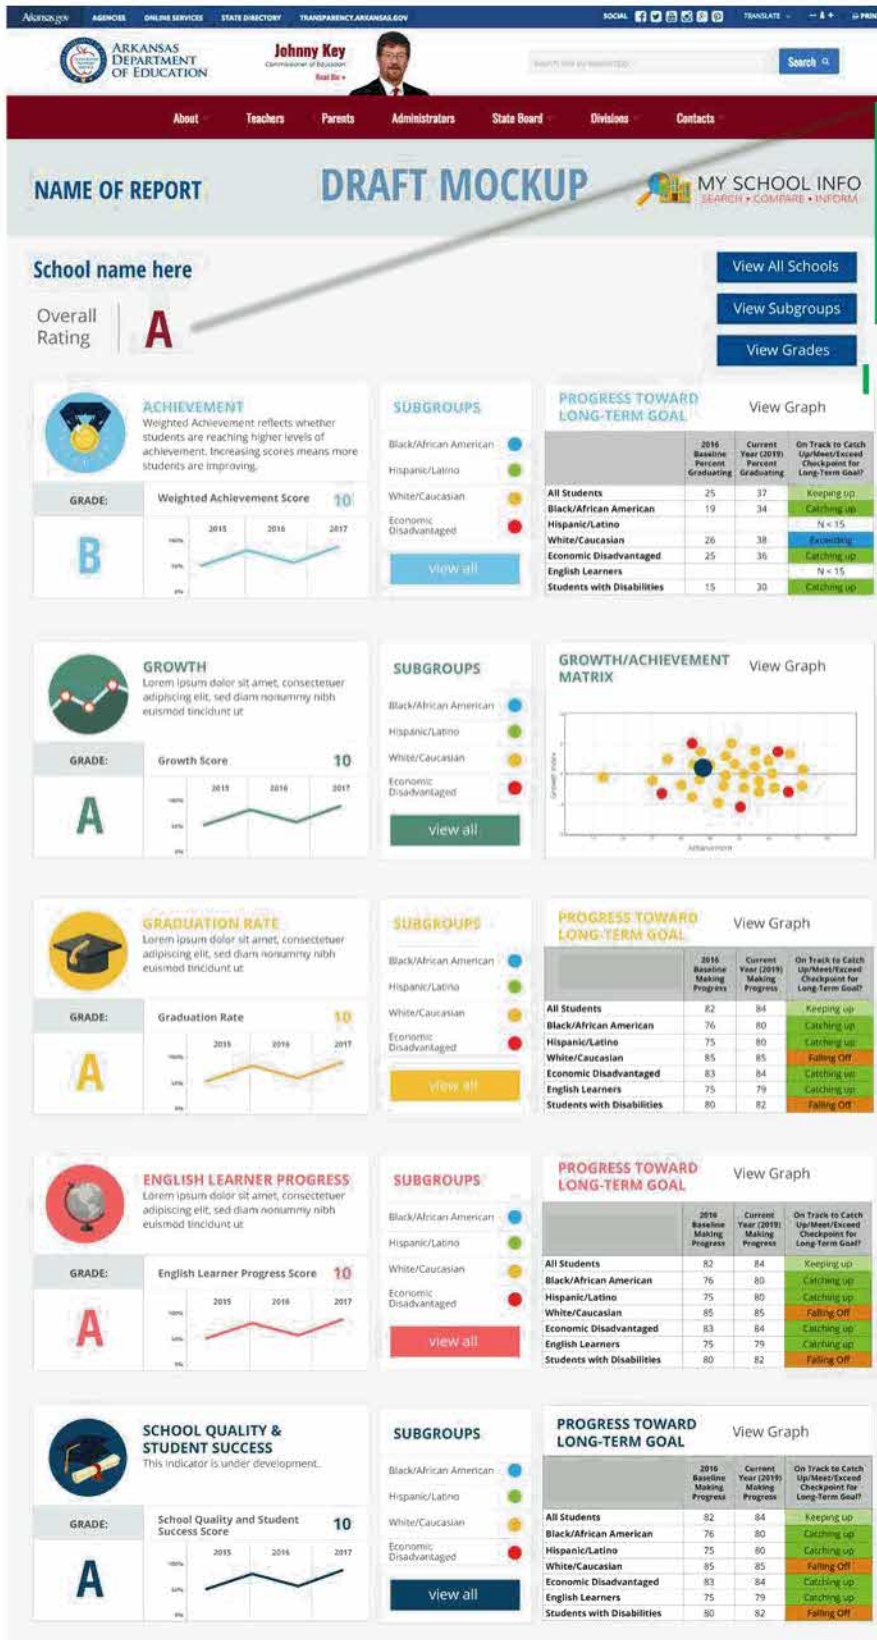 Arkansas.gov AGENCIES ONLINE SERVICES STATE DIRECTORY TRANSPARENCY.ARKANSAS.GOV SOCIAL TRANSLATE - A + PRIN
ARKANSAS
DEPARTMENT
OF EDUCATION
Johnny Key
Commissioner of Education
Read Bio
Search
About Teachers Parents Administrators State Board Divisions Contacts
NAME OF REPORT
DRAFT MOCKUP
MY SCHOOL INFO
SEARCH • COMPARE • INFORM
School name here
Overall
Rating
A
View All Schools
View Subgroups
View Grades
ACHIEVEMENT
Weighted Achievement reflects whether
students are reaching higher levels of
achievement. Increasing scores means more
students are improving.
GRADE:
B
Weighted Achievement Score 10
2015 2016 2017
100%
50%
0%
SUBGROUPS
Black/African American
Hispanic/Latino
White/Caucasian
Economic
Disadvantaged
view all
PROGRESS TOWARD
LONG-TERM GOAL
View Graph
2016 Current On Track to Catch
Baseline Year (2019) Up/Meet/Exceed
Percent Percent Checkpoint for
Graduating Graduating Long-Term Goal?
All Students 25 37 Keeping up
Black/African American 19 34 Catching up
Hispanic/Latino N < 15
White/Caucasian 26 38 Exceeding
Economic Disadvantaged 25 36 Catching up
English Learners N < 15
Students with Disabilities 15 30 Catching up
GROWTH
Lorem ipsum dolor sit amet, consectetuer
adipiscing elit, sed diam nonummy nibh
euismod tincidunt ut
GRADE:
A
Growth Score 10
2015 2016 2017
100%
50%
0%
SUBGROUPS
Black/African American
Hispanic/Latino
White/Caucasian
Economic
Disadvantaged
view all
GROWTH/ACHIEVEMENT
MATRIX
View Graph
Growth Index
Achievement
GRADUATION RATE
Lorem ipsum dolor sit amet, consectetuer
adipiscing elit, sed diam nonummy nibh
euismod tincidunt ut
GRADE:
A
Graduation Rate 10
2015 2016 2017
100%
50%
0%
SUBGROUPS
Black/African American
Hispanic/Latino
White/Caucasian
Economic
Disadvantaged
view all
PROGRESS TOWARD
LONG-TERM GOAL
View Graph
2016 Current On Track to Catch
Baseline Year (2019) Up/Meet/Exceed
Making Making Checkpoint for
Progress Progress Long-Term Goal?
All Students 82 84 Keeping up
Black/African American 76 80 Catching up
Hispanic/Latino 75 80 Catching up
White/Caucasian 85 85 Falling Off
Economic Disadvantaged 83 84 Catching up
English Learners 75 79 Catching up
Students with Disabilities 80 82 Falling Off
ENGLISH LEARNER PROGRESS
Lorem ipsum dolor sit amet, consectetuer
adipiscing elit, sed diam nonummy nibh
euismod tincidunt ut
GRADE:
A
English Learner Progress Score 10
2015 2016 2017
100%
50%
0%
SUBGROUPS
Black/African American
Hispanic/Latino
White/Caucasian
Economic
Disadvantaged
view all
PROGRESS TOWARD
LONG-TERM GOAL
View Graph
2016 Current On Track to Catch
Baseline Year (2019) Up/Meet/Exceed
Making Making Checkpoint for
Progress Progress Long-Term Goal?
All Students 82 84 Keeping up
Black/African American 76 80 Catching up
Hispanic/Latino 75 80 Catching up
White/Caucasian 85 85 Falling Off
Economic Disadvantaged 83 84 Catching up
English Learners 75 79 Catching up
Students with Disabilities 80 82 Falling Off
SCHOOL QUALITY &
STUDENT SUCCESS
This indicator is under development.
GRADE:
A
School Quality and Student
Success Score 10
2015 2016 2017
100%
50%
0%
SUBGROUPS
Black/African American
Hispanic/Latino
White/Caucasian
Economic
Disadvantaged
view all
PROGRESS TOWARD
LONG-TERM GOAL
View Graph
2016 Current On Track to Catch
Baseline Year (2019) Up/Meet/Exceed
Making Making Checkpoint for
Progress Progress Long-Term Goal?
All Students 82 84 Keeping up
Black/African American 76 80 Catching up
Hispanic/Latino 75 80 Catching up
White/Caucasian 85 85 Falling Off
Economic Disadvantaged 83 84 Catching up
English Learners 75 79 Catching up
Students with Disabilities 80 82 Falling Off